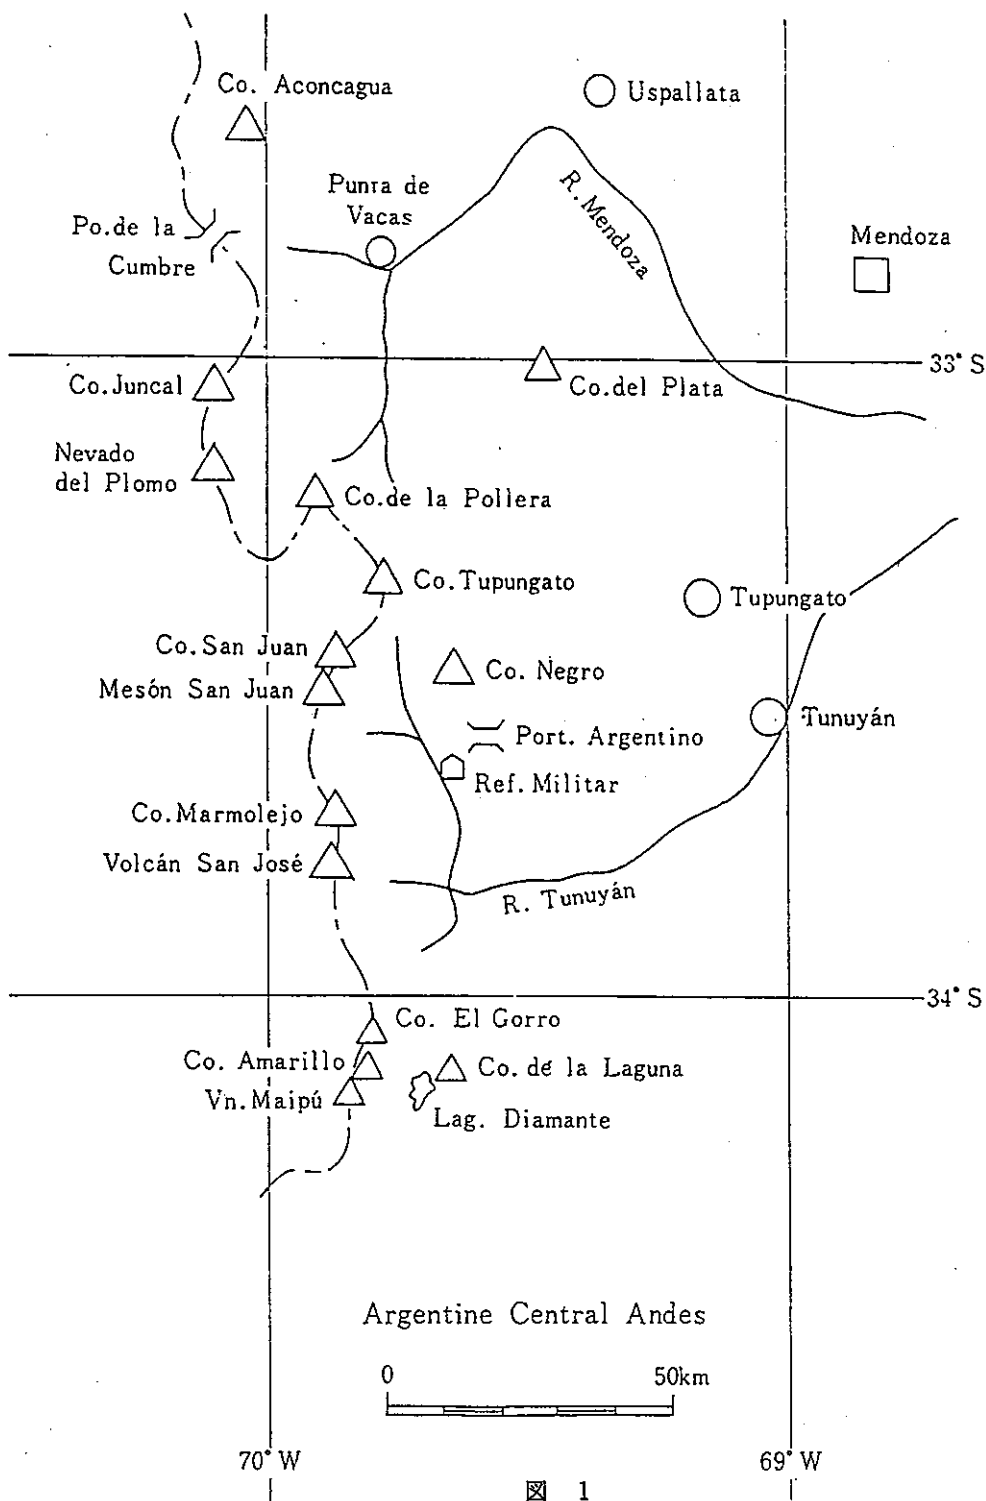 Co. Aconcagua
Uspallata
Punta de
Vacas
R. Mendoza
Po.de la
Cumbre
Mendoza
33°S
Co.Juncal
Co.del Plata
Nevado
del Plomo
Co.de la Pollera
Co.Tupungato
Tupungato
Co.San Juan
Co. Negro
Mesón San Juan
Tunuyán
Port. Argentino
Ref.Militar
Co.Marmolejo
Volcán San José
R. Tunuyán
34°S
Co. El Gorro
Co. Amarillo
Co. de la Laguna
Vn.Maipú
Lag. Diamante
Argentine Central Andes
0
50km
70°W
69°W
図 1